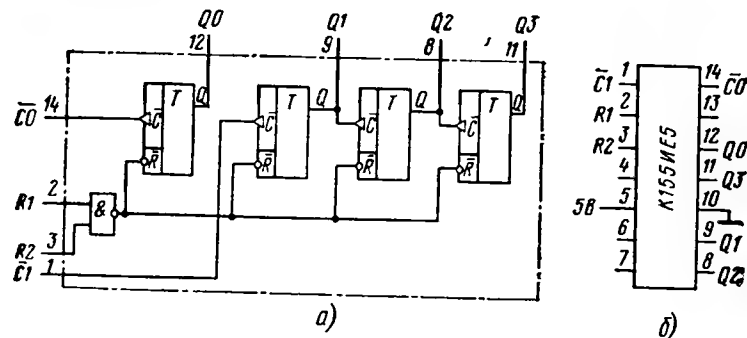 Q0 Q1 Q2 Q3
12 9 8 11
T Q T Q T Q T Q
C̅0 14 C̅ C̅ C̅ C̅
R̅ R̅ R̅ R̅
R1 2 &
R2 3
C̅1 1
а)
C̅1 1 14 C̅0
R1 2 13
R2 3 12 Q0
4 11 Q3
5В 5 10
6 9 Q1
7 8 Q2
К155ИЕ5
б)